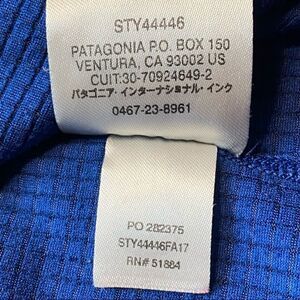 STY44446
PATAGONIA P.O. BOX 150
VENTURA, CA 93002 US
CUIT:30-70924649-2
パタゴニア・インターナショナル・インク
0467-23-8961
PO 282375
STY44446FA17
RN# 51884